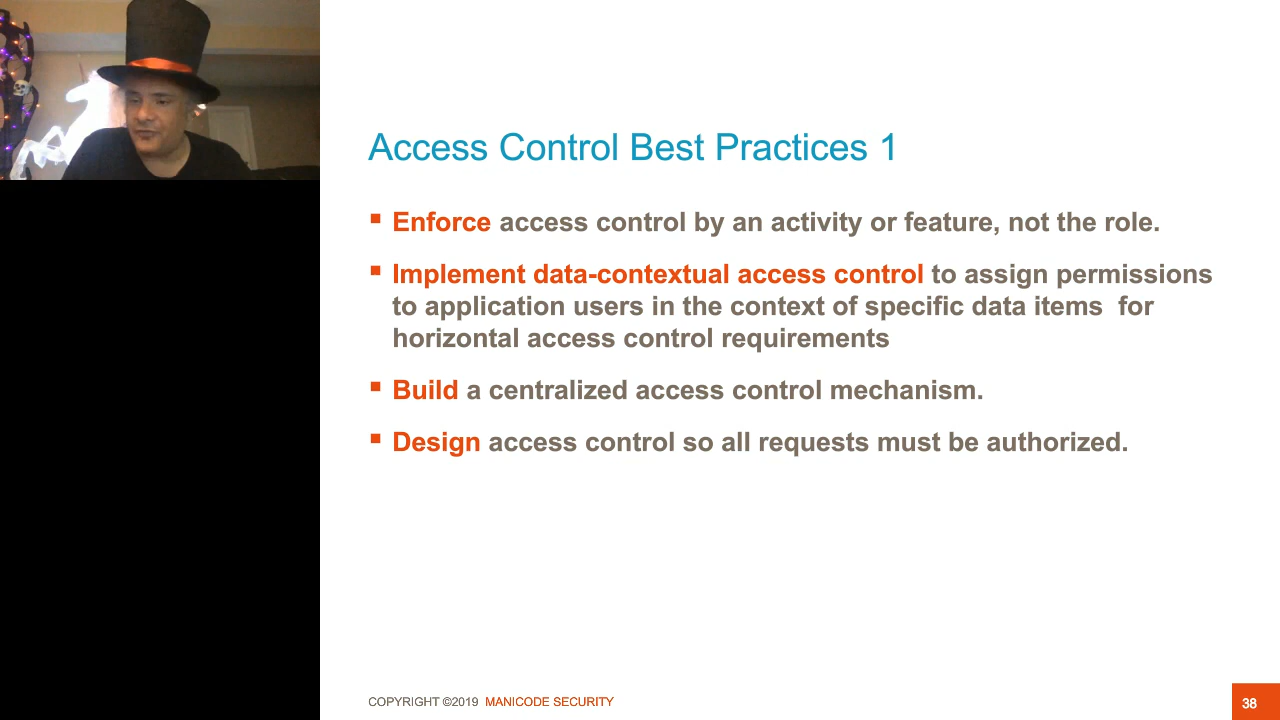 Access Control Best Practices 1
▪ Enforce access control by an activity or feature, not the role.
▪ Implement data-contextual access control to assign permissions
to application users in the context of specific data items  for
horizontal access control requirements
▪ Build a centralized access control mechanism.
▪ Design access control so all requests must be authorized.
COPYRIGHT ©2019 MANICODE SECURITY
38